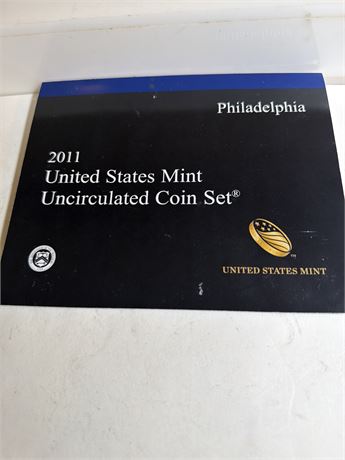 Philadelphia
2011
United States Mint
Uncirculated Coin Set®
UNITED STATES MINT